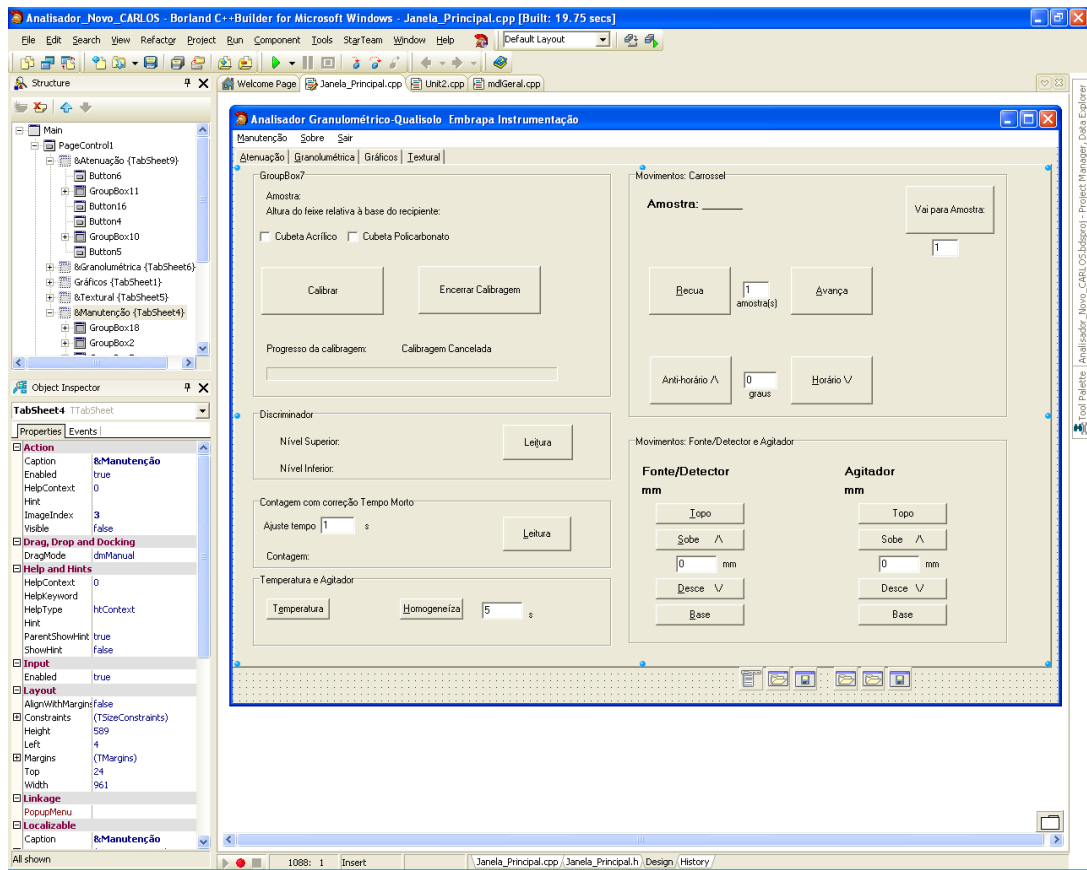 Analisador_Novo_CARLOS - Borland C++Builder for Microsoft Windows - Janela_Principal.cpp [Built: 19.75 secs]
File Edit Search View Refactor Project Run Component Tools StarTeam Window Help Default Layout
Structure
Welcome Page Janela_Principal.cpp Unit2.cpp mdlGeral.cpp
Main
PageControl1
&Atenuação {TabSheet9}
Button6
GroupBox11
Button16
Button4
GroupBox10
Button5
&Granolumétrica {TabSheet6}
Gráficos {TabSheet1}
&Textural {TabSheet5}
&Manutenção {TabSheet4}
GroupBox18
GroupBox2
Object Inspector
TabSheet4 TTabSheet
Properties Events
Action
Caption &Manutenção
Enabled true
HelpContext 0
Hint
ImageIndex 3
Visible false
Drag, Drop and Docking
DragMode dmManual
Help and Hints
HelpContext 0
HelpKeyword
HelpType htContext
Hint
ParentShowHint true
ShowHint false
Input
Enabled true
Layout
AlignWithMargins false
Constraints (TSizeConstraints)
Height 589
Left 4
Margins (TMargins)
Top 24
Width 961
Linkage
PopupMenu
Localizable
Caption &Manutenção
All shown
Analisador Granulométrico-Qualisolo Embrapa Instrumentação
Manutenção Sobre Sair
Atenuação Granolumétrica Gráficos Textural
GroupBox7
Amostra:
Altura do feixe relativa à base do recipiente:
Cubeta Acrílico Cubeta Policarbonato
Calibrar Encerrar Calibragem
Progresso da calibragem: Calibragem Cancelada
Discriminador
Nível Superior:
Leitura
Nível Inferior:
Contagem com correção Tempo Morto
Ajuste tempo 1 s
Leitura
Contagem:
Temperatura e Agitador
Temperatura Homogeneíza 5 s
Movimentos: Carrossel
Amostra: ______
Vai para Amostra:
1
Recua 1 Avança
amostra(s)
Anti-horário /\ 0 Horário \/
graus
Movimentos: Fonte/Detector e Agitador
Fonte/Detector Agitador
mm mm
Topo Topo
Sobe /\ Sobe /\
0 mm 0 mm
Desce \/ Desce \/
Base Base
1088: 1 Insert Janela_Principal.cpp Janela_Principal.h Design History
Tool Palette Analisador_Novo_CARLOS.bdsproj - Project Manager, Data Explorer